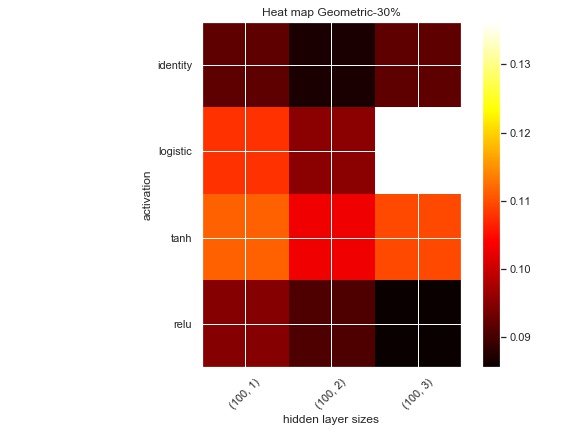 Heat map Geometric-30%
identity
logistic
tanh
relu
activation
(100, 1)
(100, 2)
(100, 3)
hidden layer sizes
0.13
0.12
0.11
0.10
0.09